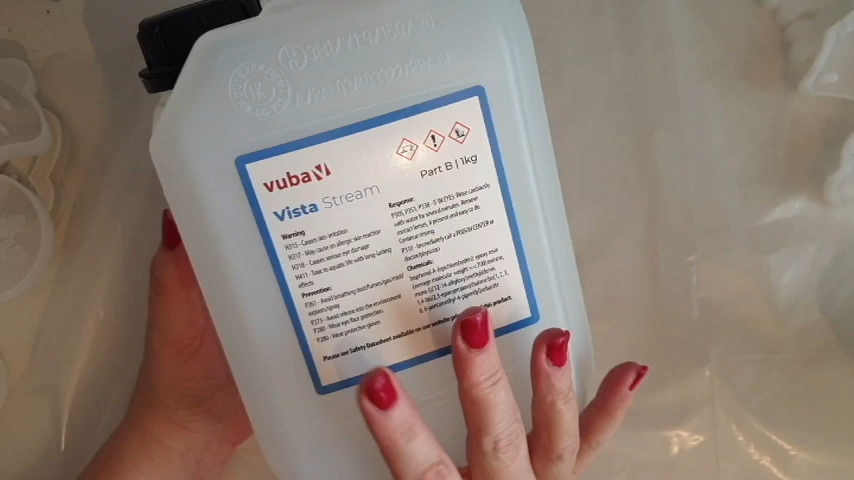 vuba
Vista Stream
Part B | 1kg
Warning
H315 - Causes skin irritation
H317 - May cause an allergic skin reaction
H318 - Causes serious eye damage
H411 - Toxic to aquatic life with long-lasting
effects
Prevention:
P261 - Avoid breathing dust/fumes/gas/mist/
vapours/spray
P273 - Avoid release into the environment
P280 - Wear eye/face protection
P280 - Wear protective gloves
Response:
P305, P351, P338 - IF IN EYES: Rinse cautiously
with water for several minutes. Remove
contact lenses, if present and easy to do.
Continue rinsing
P310 - Immediately call a POISON CENTER or
doctor/physician
Chemicals:
(average molecular weight
Please see Safety Datasheet available on our website this product.